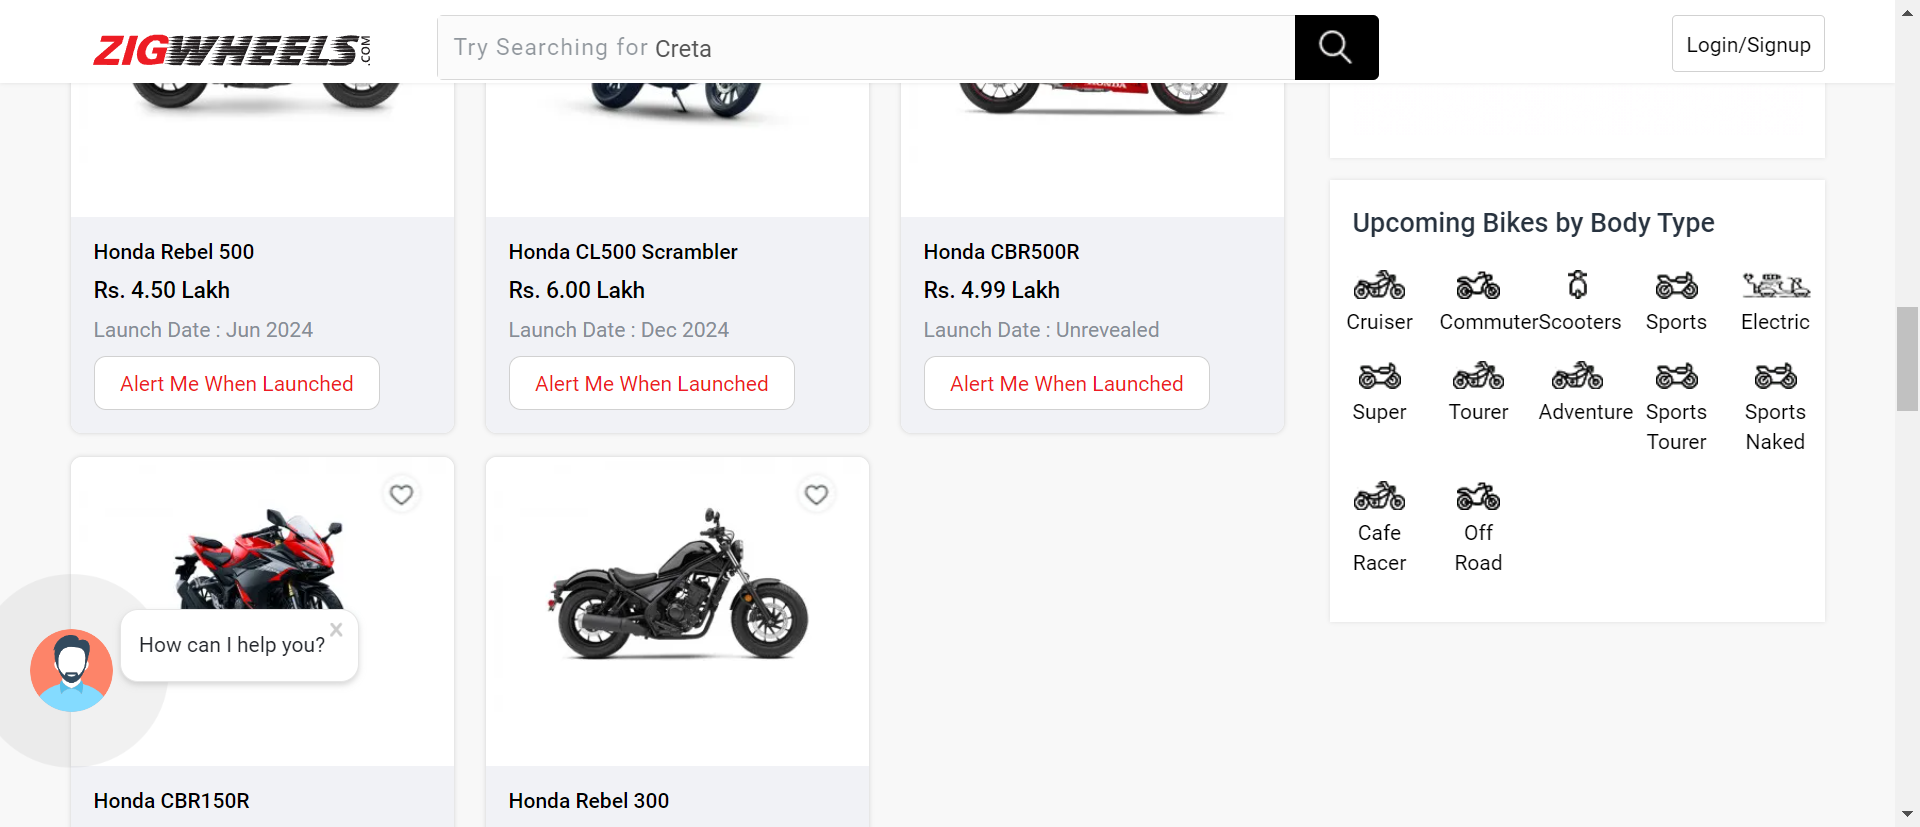 ZIGWHEELS.COM
Try Searching for Creta
Login/Signup
Honda Rebel 500
Rs. 4.50 Lakh
Launch Date : Jun 2024
Alert Me When Launched
Honda CL500 Scrambler
Rs. 6.00 Lakh
Launch Date : Dec 2024
Alert Me When Launched
HONDA
Honda CBR500R
Rs. 4.99 Lakh
Launch Date : Unrevealed
Alert Me When Launched
Upcoming Bikes by Body Type
Cruiser
Commuter
Scooters
Sports
Electric
Super
Tourer
Adventure
Sports
Tourer
Sports
Naked
Cafe
Racer
Off
Road
How can I help you?
Honda CBR150R
Honda Rebel 300